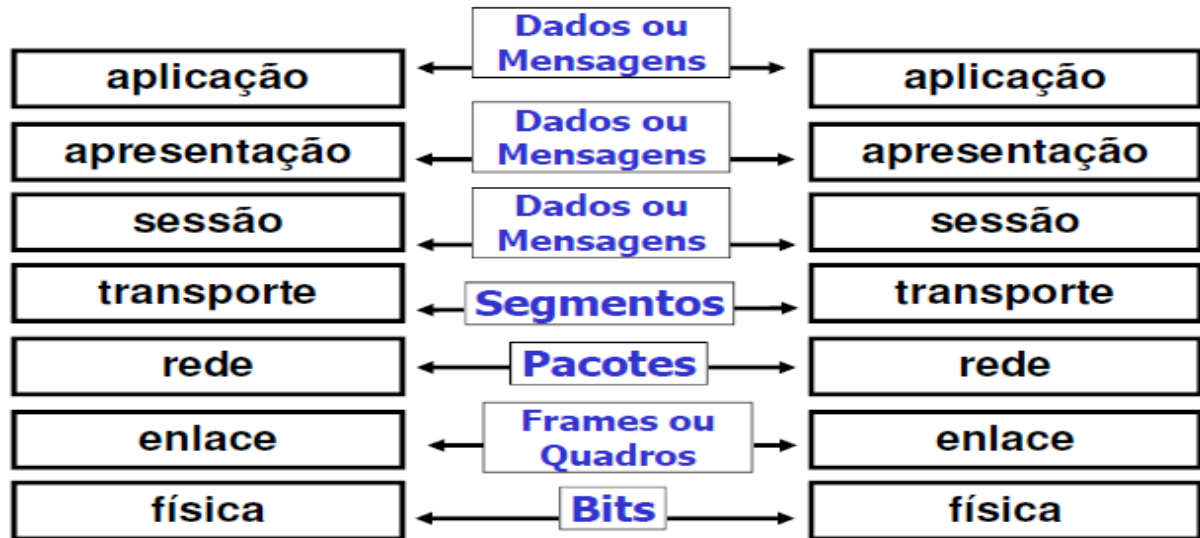 Dados ou
Mensagens
aplicação
aplicação
Dados ou
Mensagens
apresentação
apresentação
Dados ou
Mensagens
sessão
sessão
transporte
Segmentos
transporte
rede
Pacotes
rede
Frames ou
Quadros
enlace
enlace
física
Bits
física